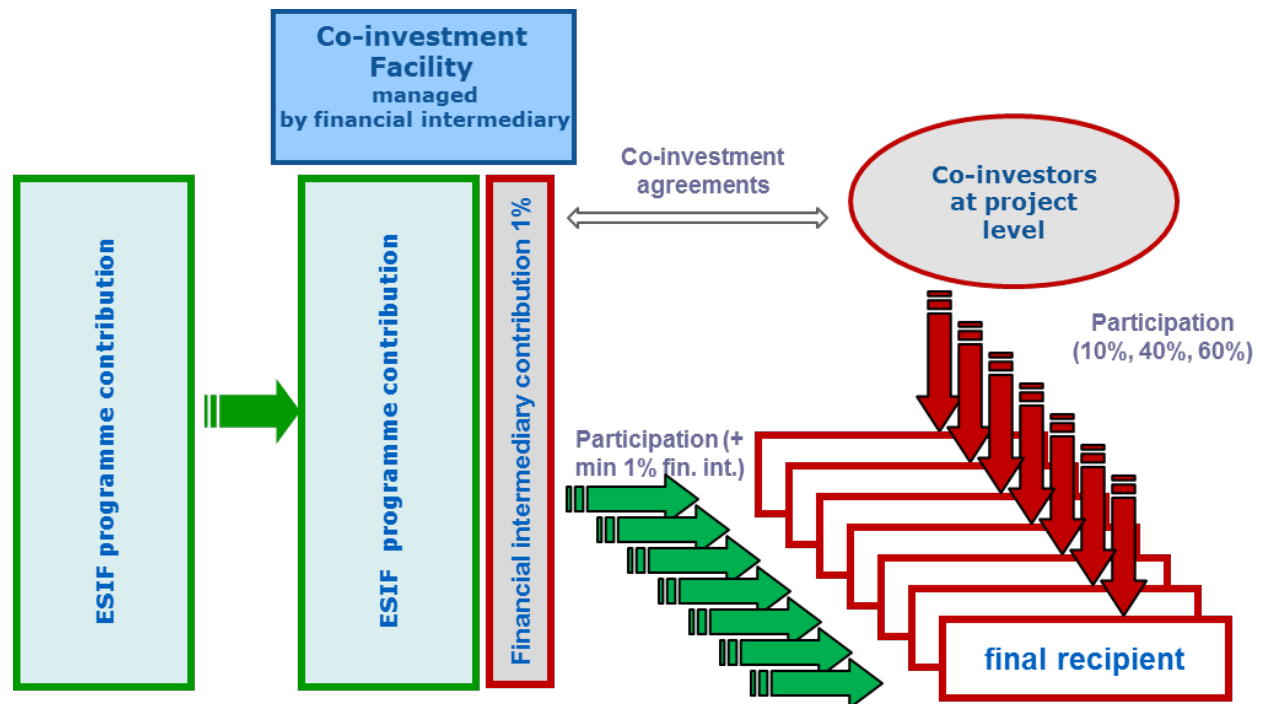 Co-investment
Facility
managed
by financial intermediary
ESIF programme contribution
ESIF  programme contribution
Financial intermediary contribution 1%
Co-investment
agreements
Co-investors
at project
level
Participation
(10%, 40%, 60%)
Participation (+
min 1% fin. int.)
final recipient